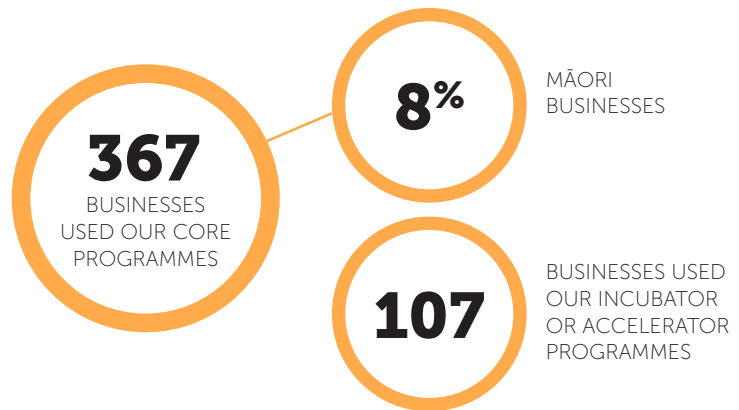 367
BUSINESSES
USED OUR CORE
PROGRAMMES
8%
MĀORI
BUSINESSES
107
BUSINESSES USED
OUR INCUBATOR
OR ACCELERATOR
PROGRAMMES